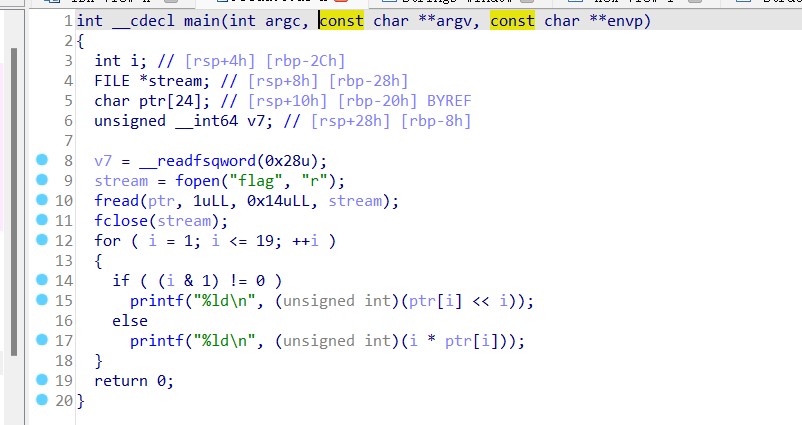 1 int __cdecl main(int argc, const char **argv, const char **envp)
2 {
3   int i; // [rsp+4h] [rbp-2Ch]
4   FILE *stream; // [rsp+8h] [rbp-28h]
5   char ptr[24]; // [rsp+10h] [rbp-20h] BYREF
6   unsigned __int64 v7; // [rsp+28h] [rbp-8h]
7
8   v7 = __readfsqword(0x28u);
9   stream = fopen("flag", "r");
10   fread(ptr, 1uLL, 0x14uLL, stream);
11   fclose(stream);
12   for ( i = 1; i <= 19; ++i )
13   {
14     if ( (i & 1) != 0 )
15       printf("%ld\n", (unsigned int)(ptr[i] << i));
16     else
17       printf("%ld\n", (unsigned int)(i * ptr[i]));
18   }
19   return 0;
20 }